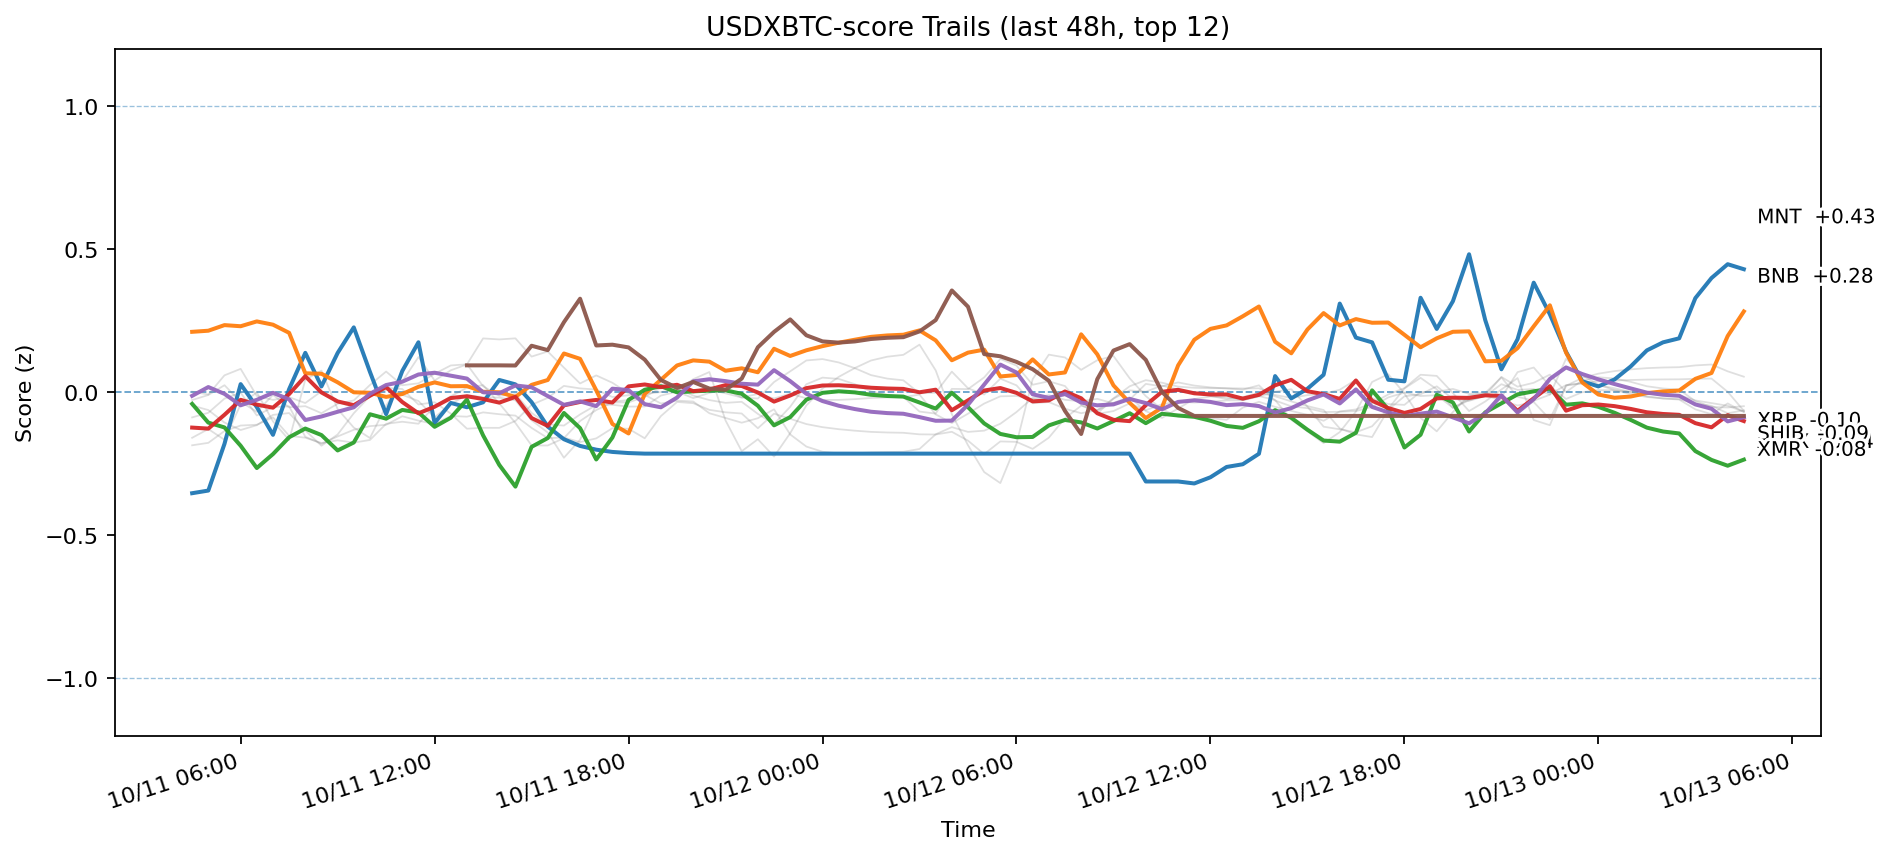 USDXBTC-score Trails (last 48h, top 12)
Score (z)
1.0
0.5
0.0
−0.5
−1.0
MNT +0.43
BNB +0.28
XRP -0.10
SHIB -0.09
XMR -0.08
10/11 06:00
10/11 12:00
10/11 18:00
10/12 00:00
10/12 06:00
10/12 12:00
10/12 18:00
10/13 00:00
10/13 06:00
Time